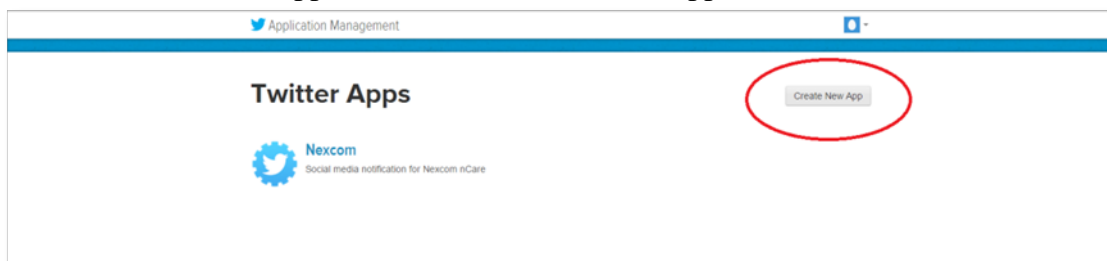 Application Management
Twitter Apps
Create New App
Nexcom
Social media notification for Nexcom nCare